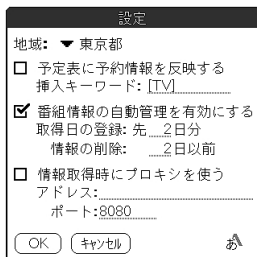 設定
地域: 東京都
予定表に予約情報を反映する
挿入キーワード: [TV]
番組情報の自動管理を有効にする
取得日の登録: 先 2日分
情報の削除: 2日以前
情報取得時にプロキシを使う
アドレス:
ポート: 8080
OK キャンセル あA